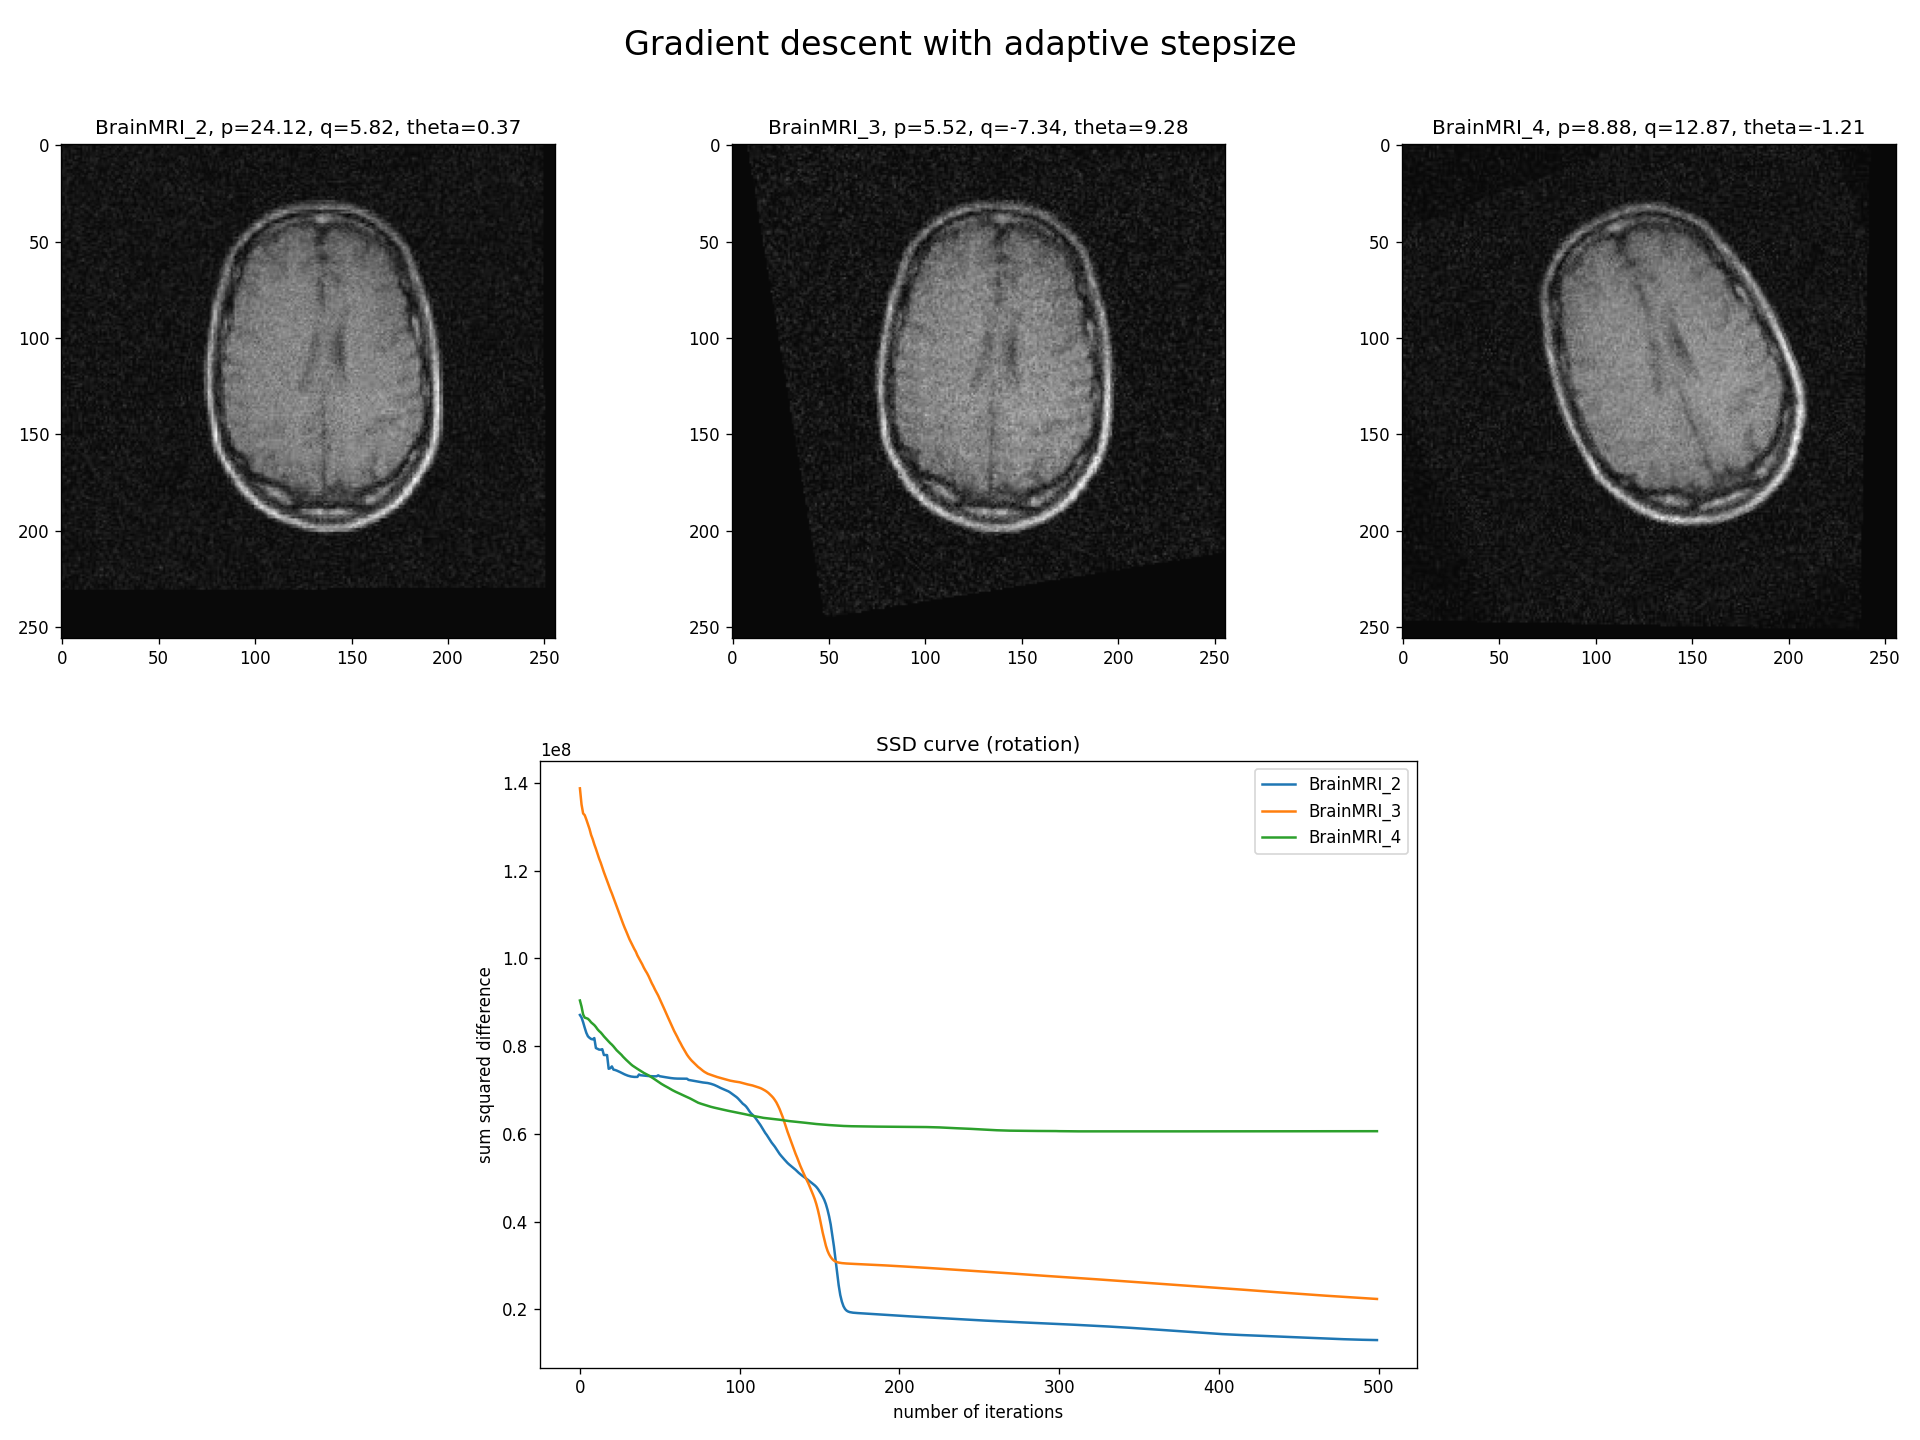 Gradient descent with adaptive stepsize
BrainMRI_2, p=24.12, q=5.82, theta=0.37
0
50
100
150
200
250
0 50 100 150 200 250
BrainMRI_3, p=5.52, q=-7.34, theta=9.28
0
50
100
150
200
250
0 50 100 150 200 250
BrainMRI_4, p=8.88, q=12.87, theta=-1.21
0
50
100
150
200
250
0 50 100 150 200 250
SSD curve (rotation)
1e8
1.4
1.2
1.0
0.8
0.6
0.4
0.2
sum squared difference
BrainMRI_2
BrainMRI_3
BrainMRI_4
0 100 200 300 400 500
number of iterations